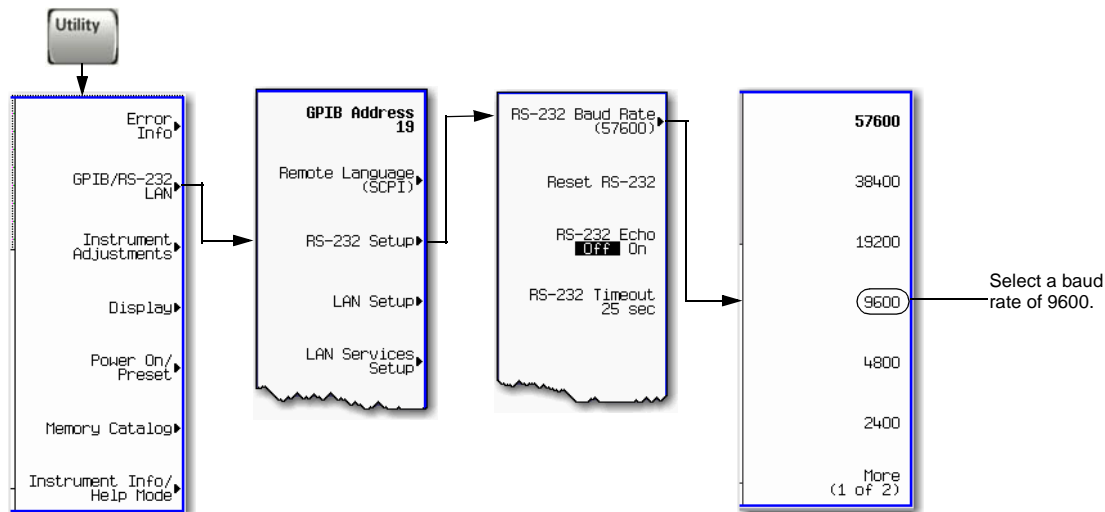 Utility
Error
Info
GPIB/RS-232
LAN
Instrument
Adjustments
Display
Power On/
Preset
Memory Catalog
Instrument Info/
Help Mode
GPIB Address
19
Remote Language
(SCPI)
RS-232 Setup
LAN Setup
LAN Services
Setup
RS-232 Baud Rate
(57600)
Reset RS-232
RS-232 Echo
Off On
RS-232 Timeout
25 sec
57600
38400
19200
9600
4800
2400
More
(1 of 2)
Select a baud
rate of 9600.